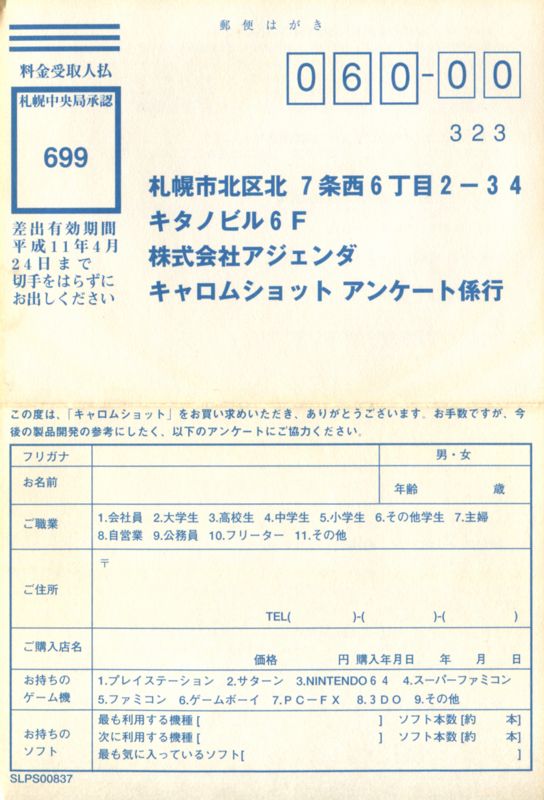 郵便はがき
料金受取人払
札幌中央局承認
699
差出有効期間
平成11年4月
24日まで
切手をはらずに
お出しください
060-00
323
札幌市北区北 7条西6丁目2-34
キタノビル6F
株式会社アジェンダ
キャロムショット アンケート係行
この度は、「キャロムショット」をお買い求めいただき、ありがとうございます。お手数ですが、今
後の製品開発の参考にしたく、以下のアンケートにご協力ください。
フリガナ 男・女
お名前 年齢 歳
ご職業
1.会社員 2.大学生 3.高校生 4.中学生 5.小学生 6.その他学生 7.主婦
8.自営業 9.公務員 10.フリーター 11.その他
ご住所
〒
TEL( )-( )-( )
ご購入店名
価格 円 購入年月日 年 月 日
お持ちの
ゲーム機
1.プレイステーション 2.サターン 3.NINTENDO64 4.スーパーファミコン
5.ファミコン 6.ゲームボーイ 7.PC-FX 8.3DO 9.その他
お持ちの
ソフト
最も利用する機種 [ ] ソフト本数 [約 本]
次に利用する機種 [ ] ソフト本数 [約 本]
最も気に入っているソフト[ ]
SLPS00837